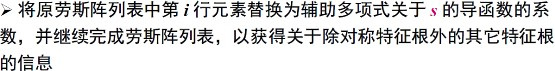 ➢ 将原劳斯阵列表中第 i 行元素替换为辅助多项式关于 s 的导函数的系
数，并继续完成劳斯阵列表，以获得关于除对称特征根外的其它特征根
的信息